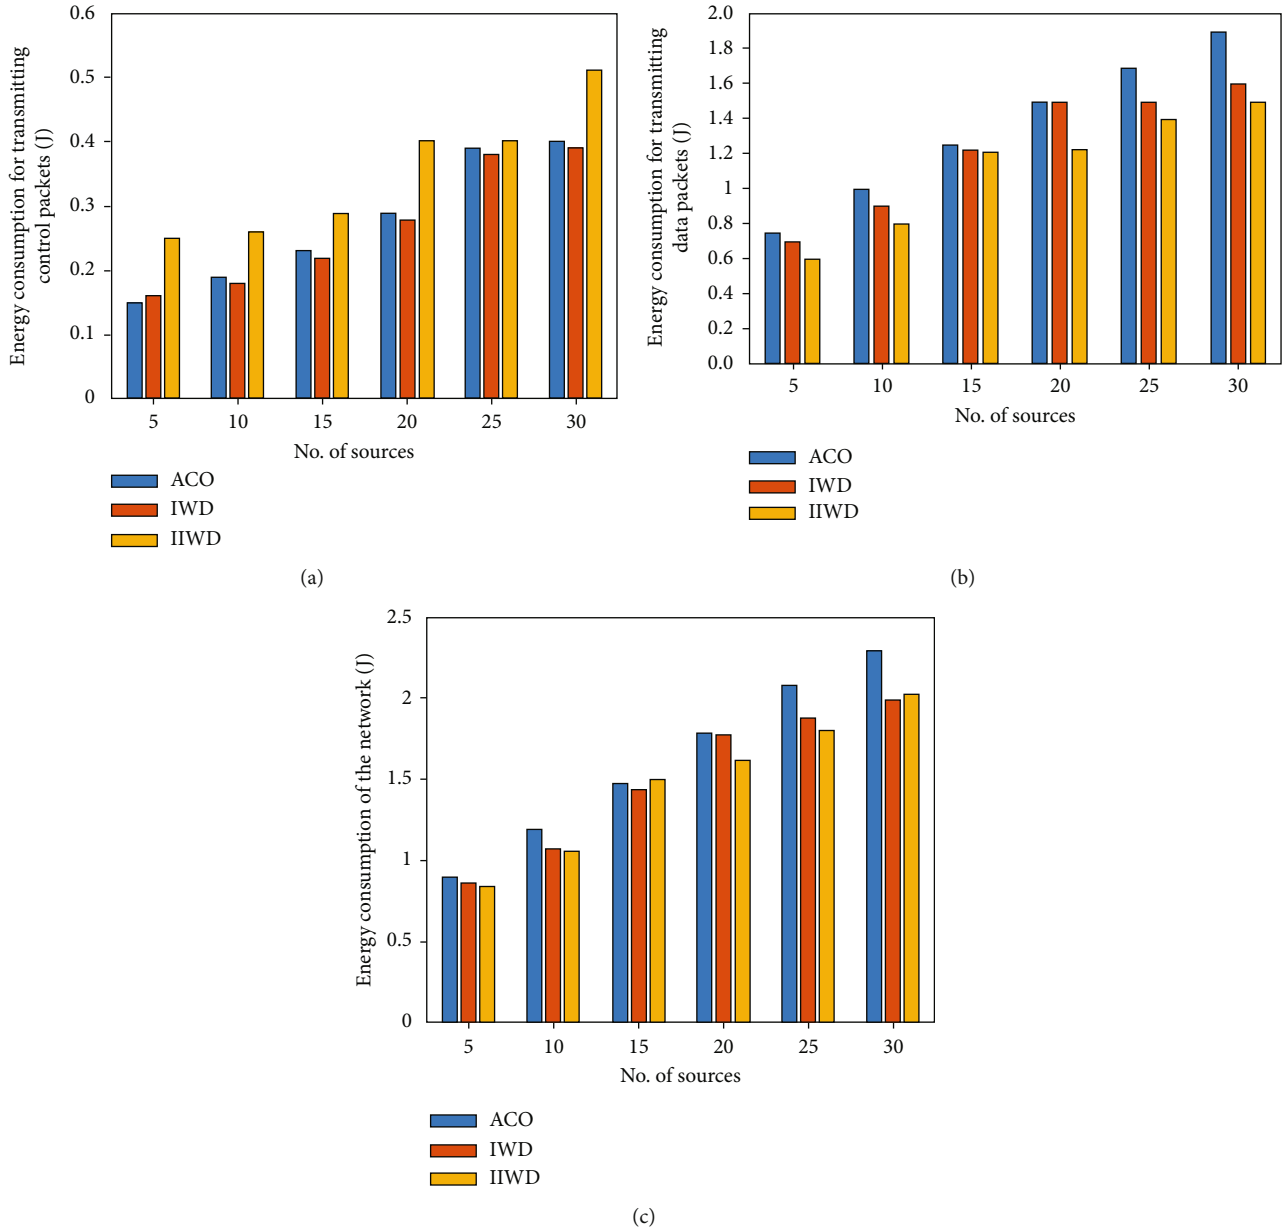 Energy consumption for transmitting
control packets (J)
0.6
0.5
0.4
0.3
0.2
0.1
0
5 10 15 20 25 30
No. of sources
ACO
IWD
IIWD
(a)
Energy consumption for transmitting
data packets (J)
2.0
1.8
1.6
1.4
1.2
1
0.8
0.6
0.4
0.2
0.0
5 10 15 20 25 30
No. of sources
ACO
IWD
IIWD
(b)
Energy consumption of the network (J)
2.5
2
1.5
1
0.5
0
5 10 15 20 25 30
No. of sources
ACO
IWD
IIWD
(c)